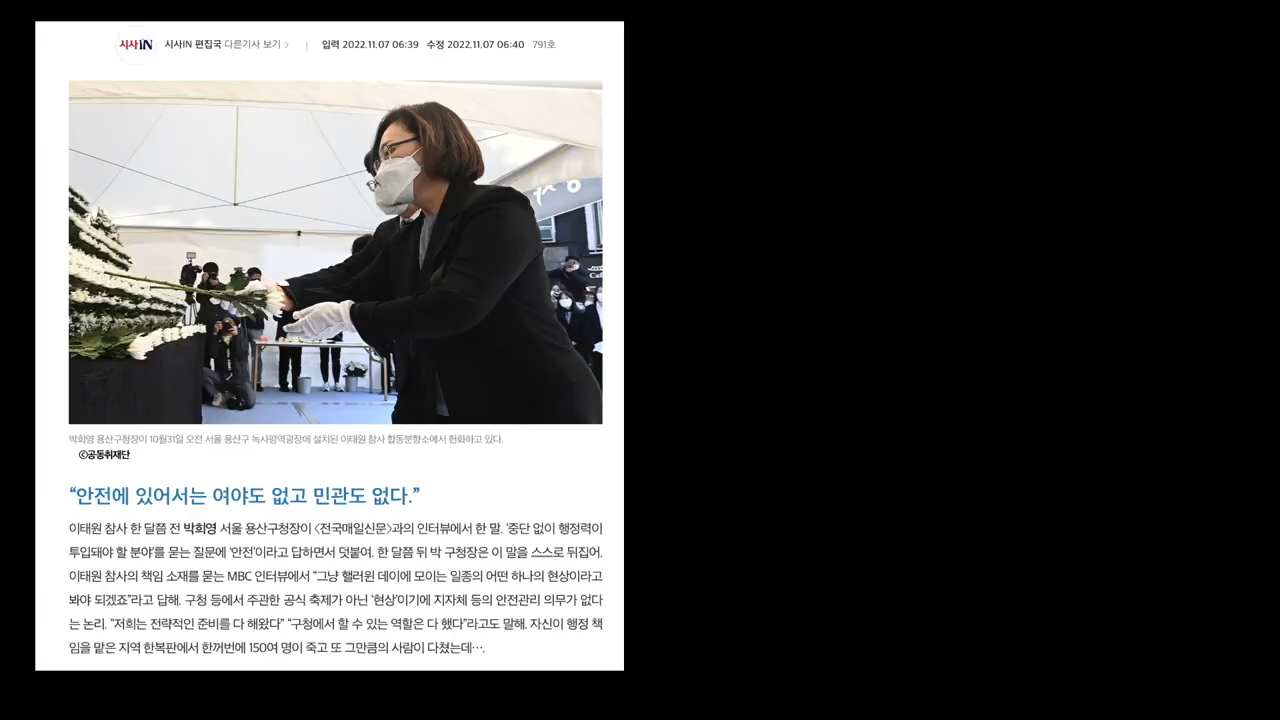 시사IN 시사IN 편집국 다른기사 보기 > | 입력 2022.11.07 06:39 수정 2022.11.07 06:40 791호
박희영 용산구청장이 10월31일 오전 서울 용산구 녹사평역광장에 설치된 이태원 참사 합동분향소에서 헌화하고 있다.
©공동취재단
“안전에 있어서는 여야도 없고 민관도 없다.”
이태원 참사 한 달쯤 전 박희영 서울 용산구청장이 〈전국매일신문〉과의 인터뷰에서 한 말. ‘중단 없이 행정력이
투입돼야 할 분야’를 묻는 질문에 ‘안전’이라고 답하면서 덧붙여. 한 달쯤 뒤 박 구청장은 이 말을 스스로 뒤집어.
이태원 참사의 책임 소재를 묻는 MBC 인터뷰에서 “그냥 핼러윈 데이에 모이는 일종의 어떤 하나의 현상이라고
봐야 되겠죠”라고 답해. 구청 등에서 주관한 공식 축제가 아닌 ‘현상’이기에 지자체 등의 안전관리 의무가 없다
는 논리. “저희는 전략적인 준비를 다 해왔다” “구청에서 할 수 있는 역할은 다 했다”라고도 말해. 자신이 행정 책
임을 맡은 지역 한복판에서 한꺼번에 150여 명이 죽고 또 그만큼의 사람이 다쳤는데….